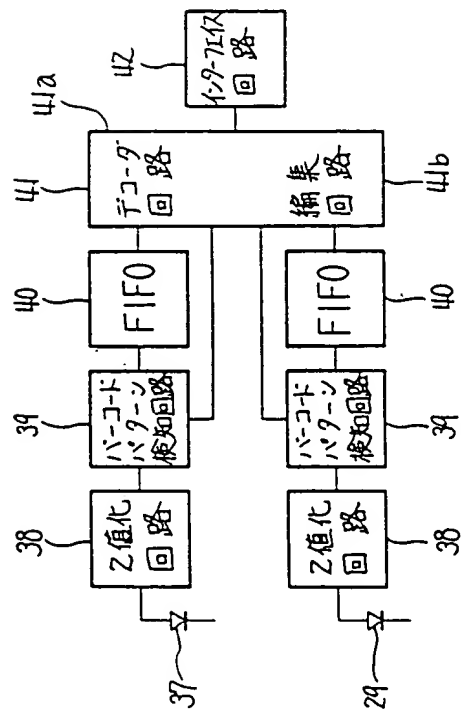 38
39
40
41
41a
42
2値化
回路
バーコード
パターン
検知回路
FIFO
デコーダ
回路
インターフェイス
回路
37
2値化
回路
バーコード
パターン
検知回路
FIFO
編集
回路
29
38
39
40
41b